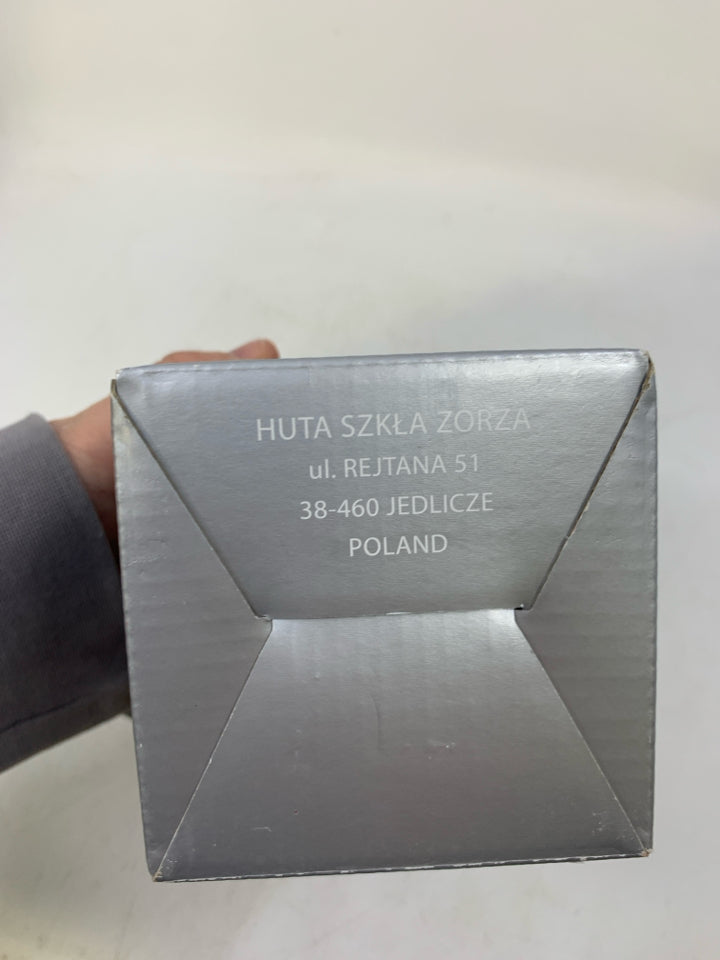 HUTA SZKŁA ZORZA
ul. REJTANA 51
38-460 JEDLICZE
POLAND